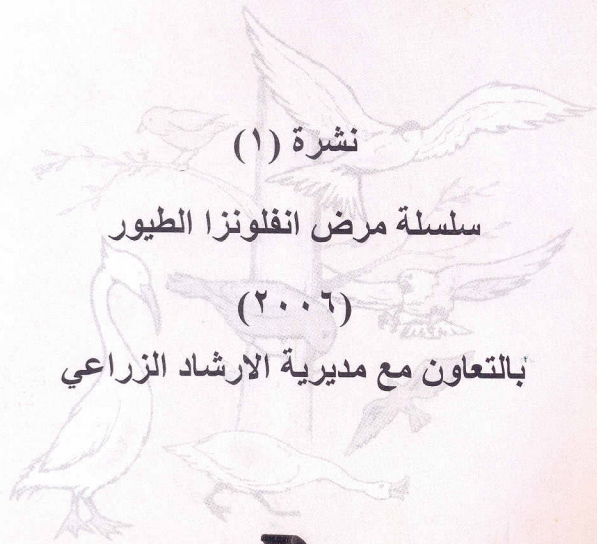 نشرة (١)
سلسلة مرض انفلونزا الطيور
(٢٠٠٦)
بالتعاون مع مديرية الارشاد الزراعي